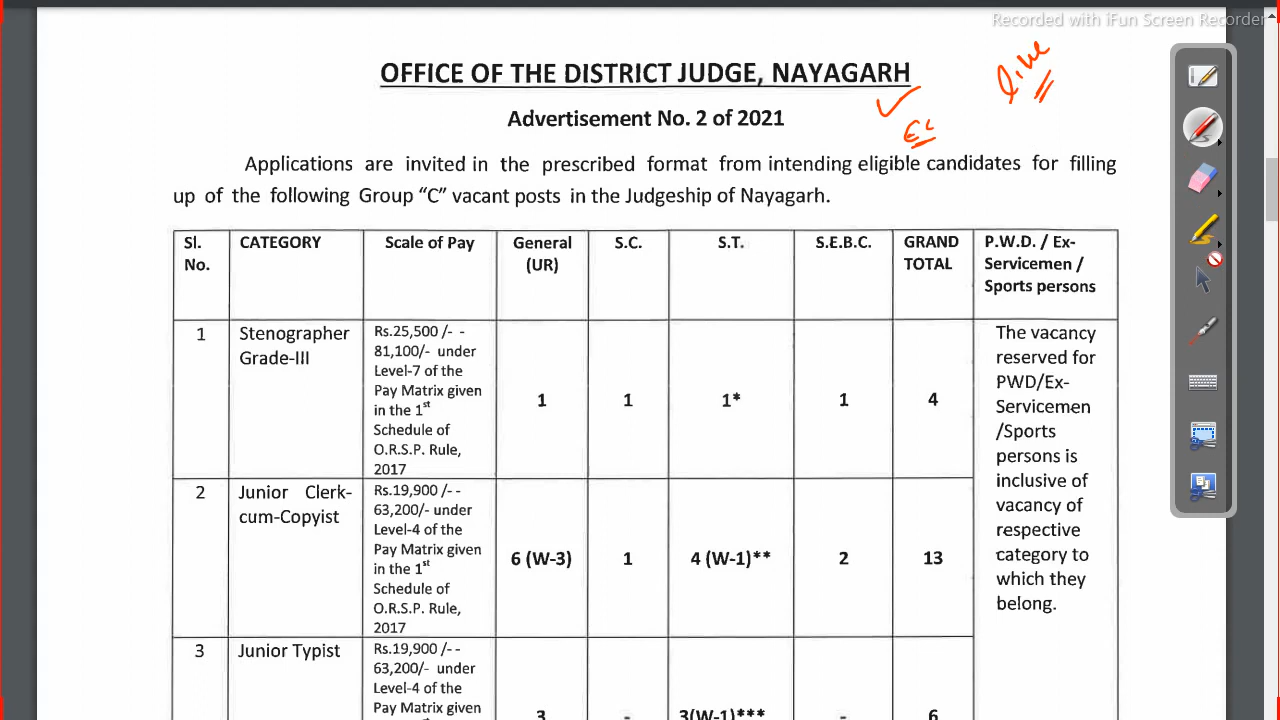 Recorded with iFun Screen Recorder
OFFICE OF THE DISTRICT JUDGE, NAYAGARH
Advertisement No. 2 of 2021
Applications are invited in the prescribed format from intending eligible candidates for filling
up of the following Group “C” vacant posts in the Judgeship of Nayagarh.
Sl. No. CATEGORY Scale of Pay General (UR) S.C. S.T. S.E.B.C. GRAND TOTAL P.W.D. / Ex-Servicemen / Sports persons
1
Stenographer
Grade-III
Rs.25,500 /- -
81,100/- under
Level-7 of the
Pay Matrix given
in the 1st
Schedule of
O.R.S.P. Rule,
2017
1 1 1* 1 4
The vacancy
reserved for
PWD/Ex-
Servicemen
/Sports
persons is
inclusive of
vacancy of
respective
category to
which they
belong.
2
Junior Clerk-
cum-Copyist
Rs.19,900 /- -
63,200/- under
Level-4 of the
Pay Matrix given
in the 1st
Schedule of
O.R.S.P. Rule,
2017
6 (W-3) 1 4 (W-1)** 2 13
3
Junior Typist
Rs.19,900 /- -
63,200/- under
Level-4 of the
Pay Matrix given
3 - 3(W-1)*** - 6